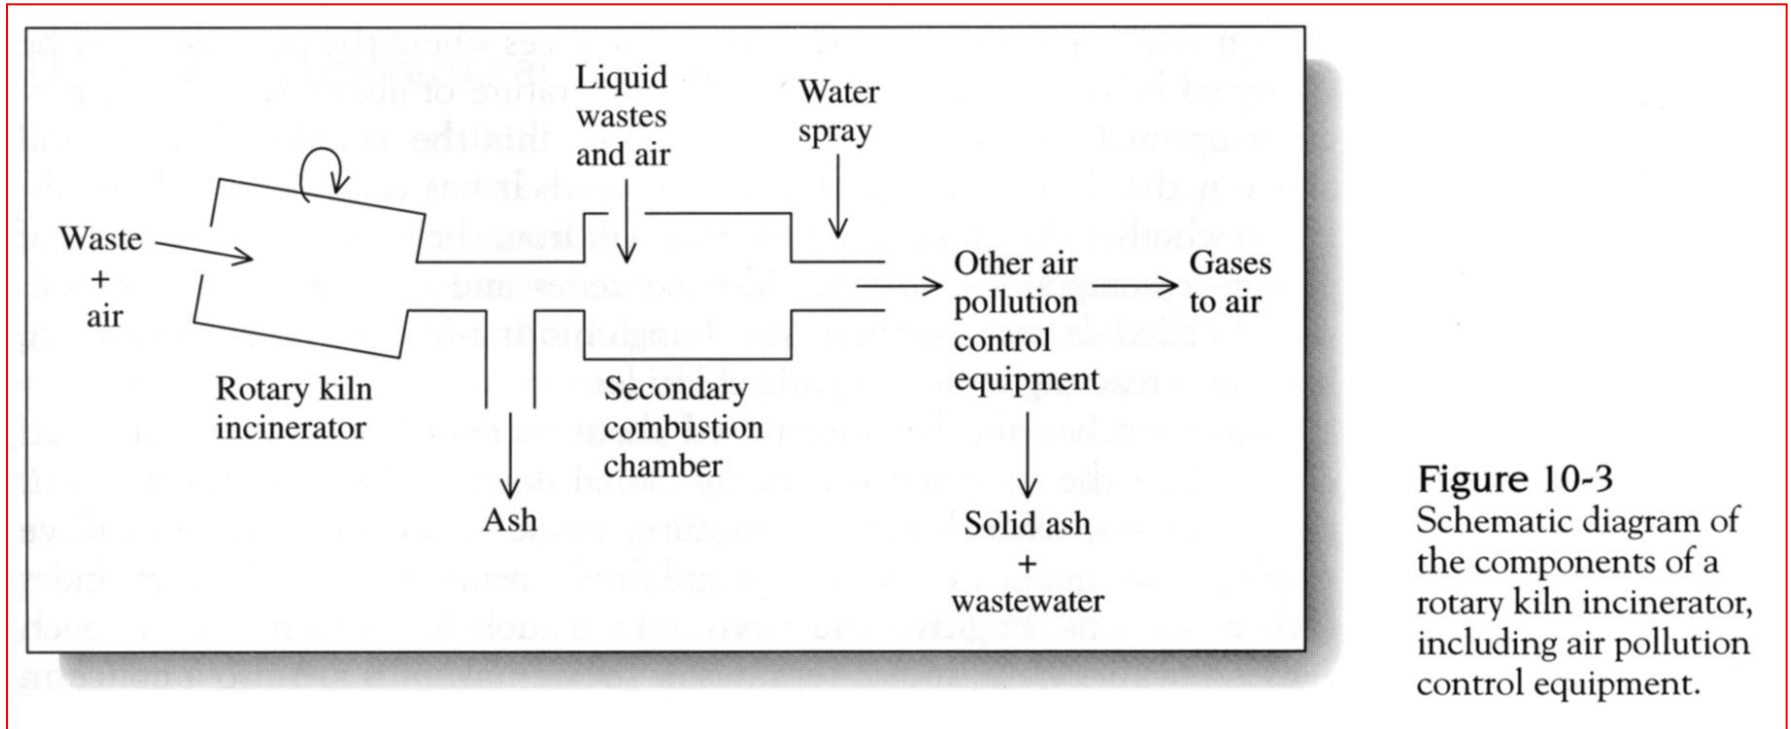 Liquid
wastes
and air
Water
spray
Waste
+
air
Other air
pollution
control
equipment
Gases
to air
Rotary kiln
incinerator
Secondary
combustion
chamber
Ash
Solid ash
+
wastewater
Figure 10-3
Schematic diagram of
the components of a
rotary kiln incinerator,
including air pollution
control equipment.